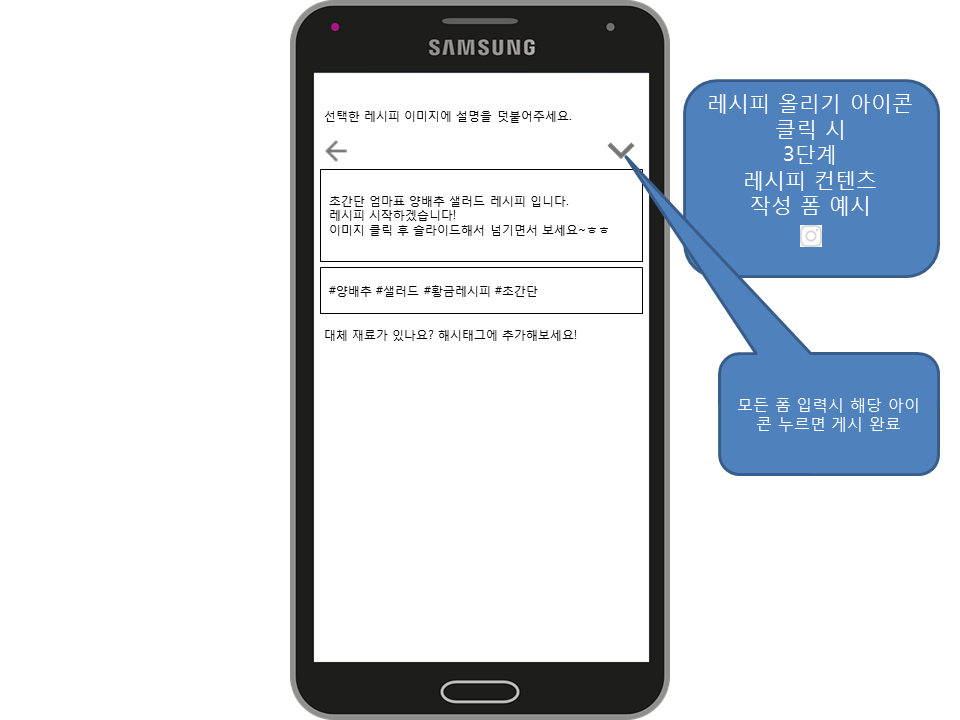 SAMSUNG
선택한 레시피 이미지에 설명을 덧붙어주세요.
초간단 엄마표 양배추 샐러드 레시피 입니다.
레시피 시작하겠습니다!
이미지 클릭 후 슬라이드해서 넘기면서 보세요~ㅎㅎ
#양배추 #샐러드 #황금레시피 #초간단
대체 재료가 있나요? 해시태그에 추가해보세요!
레시피 올리기 아이콘
클릭 시
3단계
레시피 컨텐츠
작성 폼 예시
모든 폼 입력시 해당 아이
콘 누르면 게시 완료